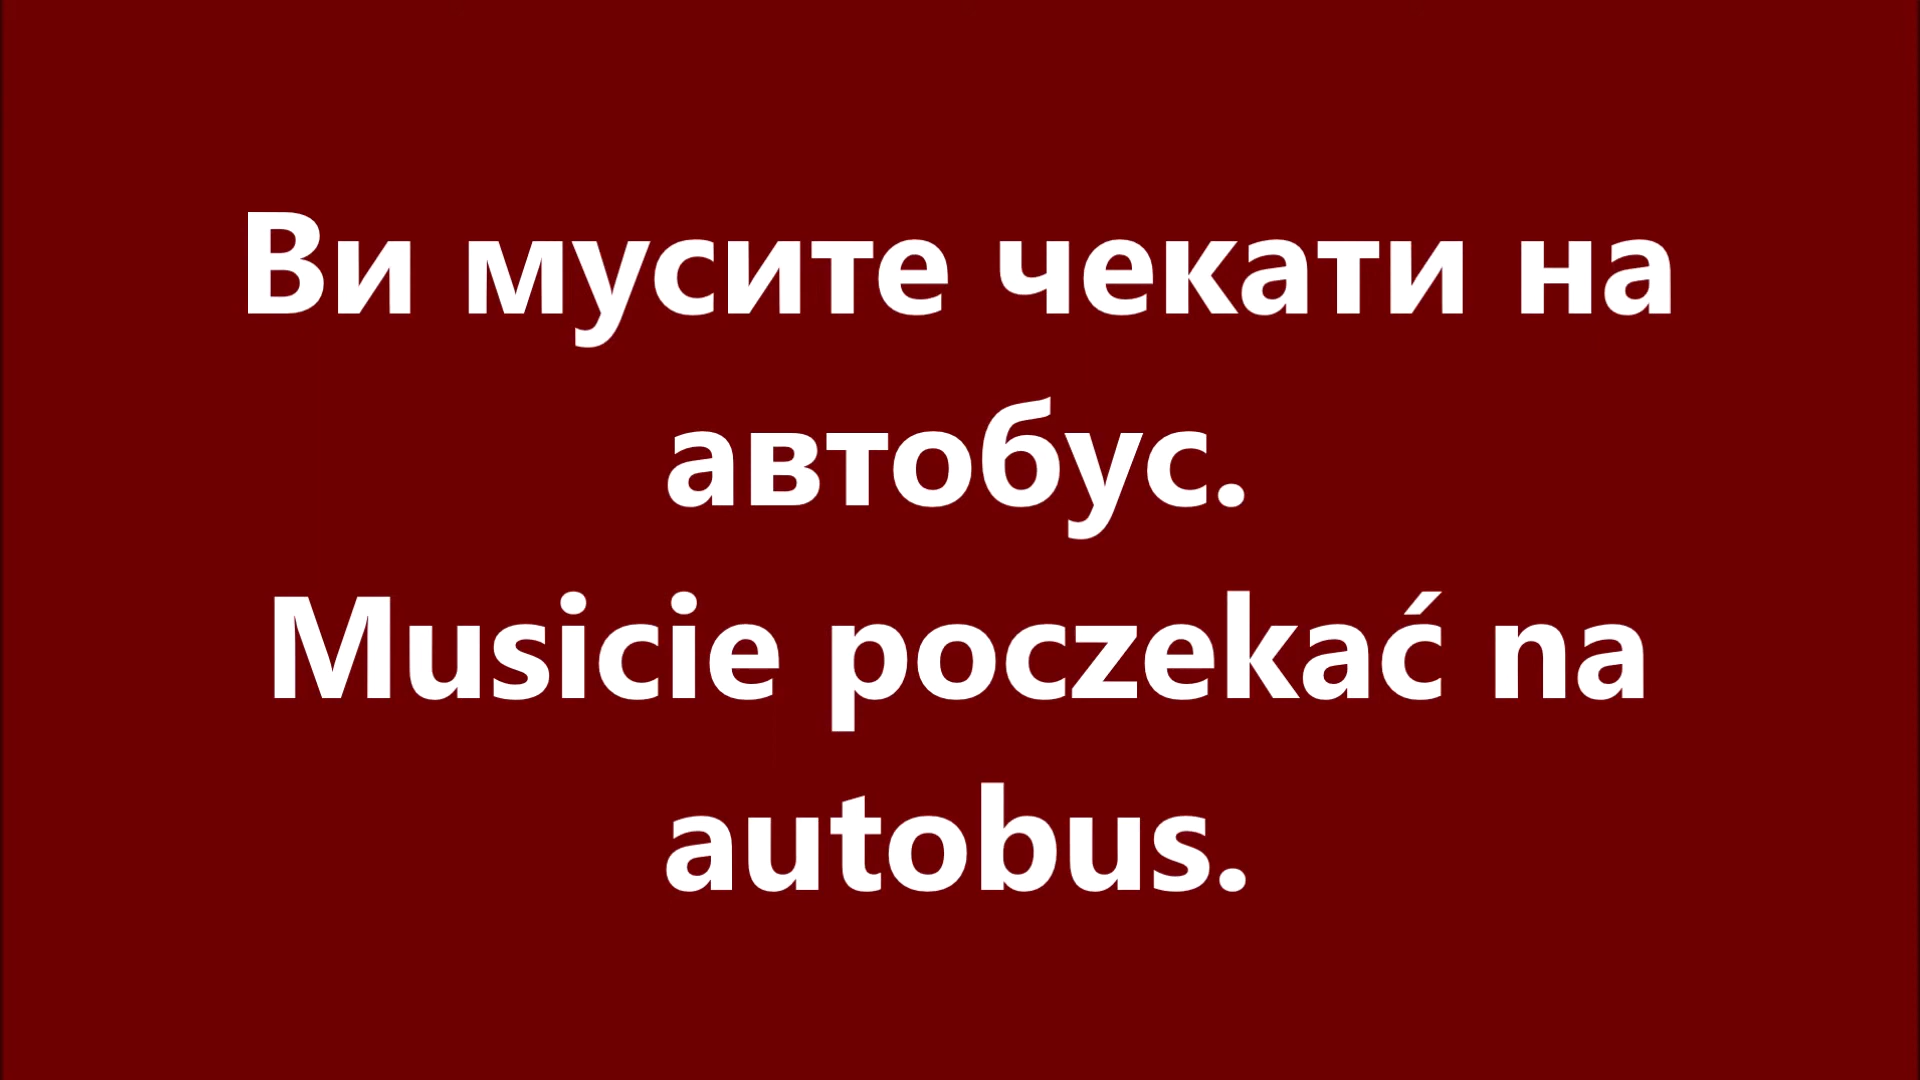 Ви мусите чекати на
автобус.
Musicie poczekać na
autobus.